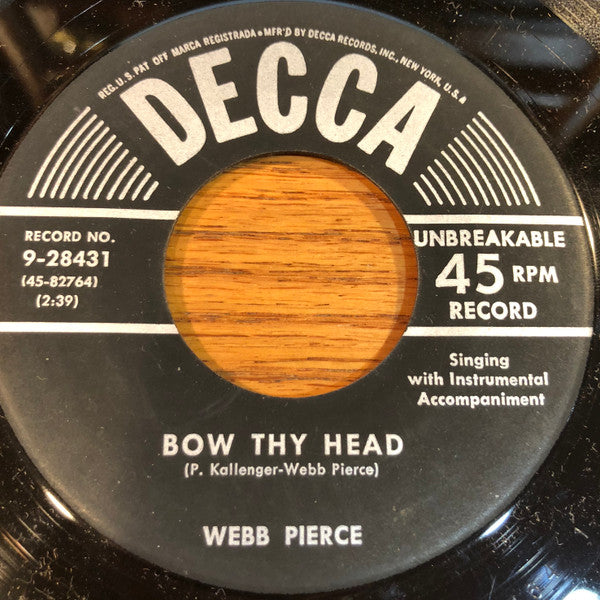 REG. U.S. PAT OFF MARCA REGISTRADA • MFR'D BY DECCA RECORDS, INC., NEW YORK, U.S.A
DECCA
RECORD NO.
9-28431
(45-82764)
(2:39)
UNBREAKABLE
45 RPM
RECORD
Singing
with Instrumental
Accompaniment
BOW THY HEAD
(P. Kallenger-Webb Pierce)
WEBB PIERCE